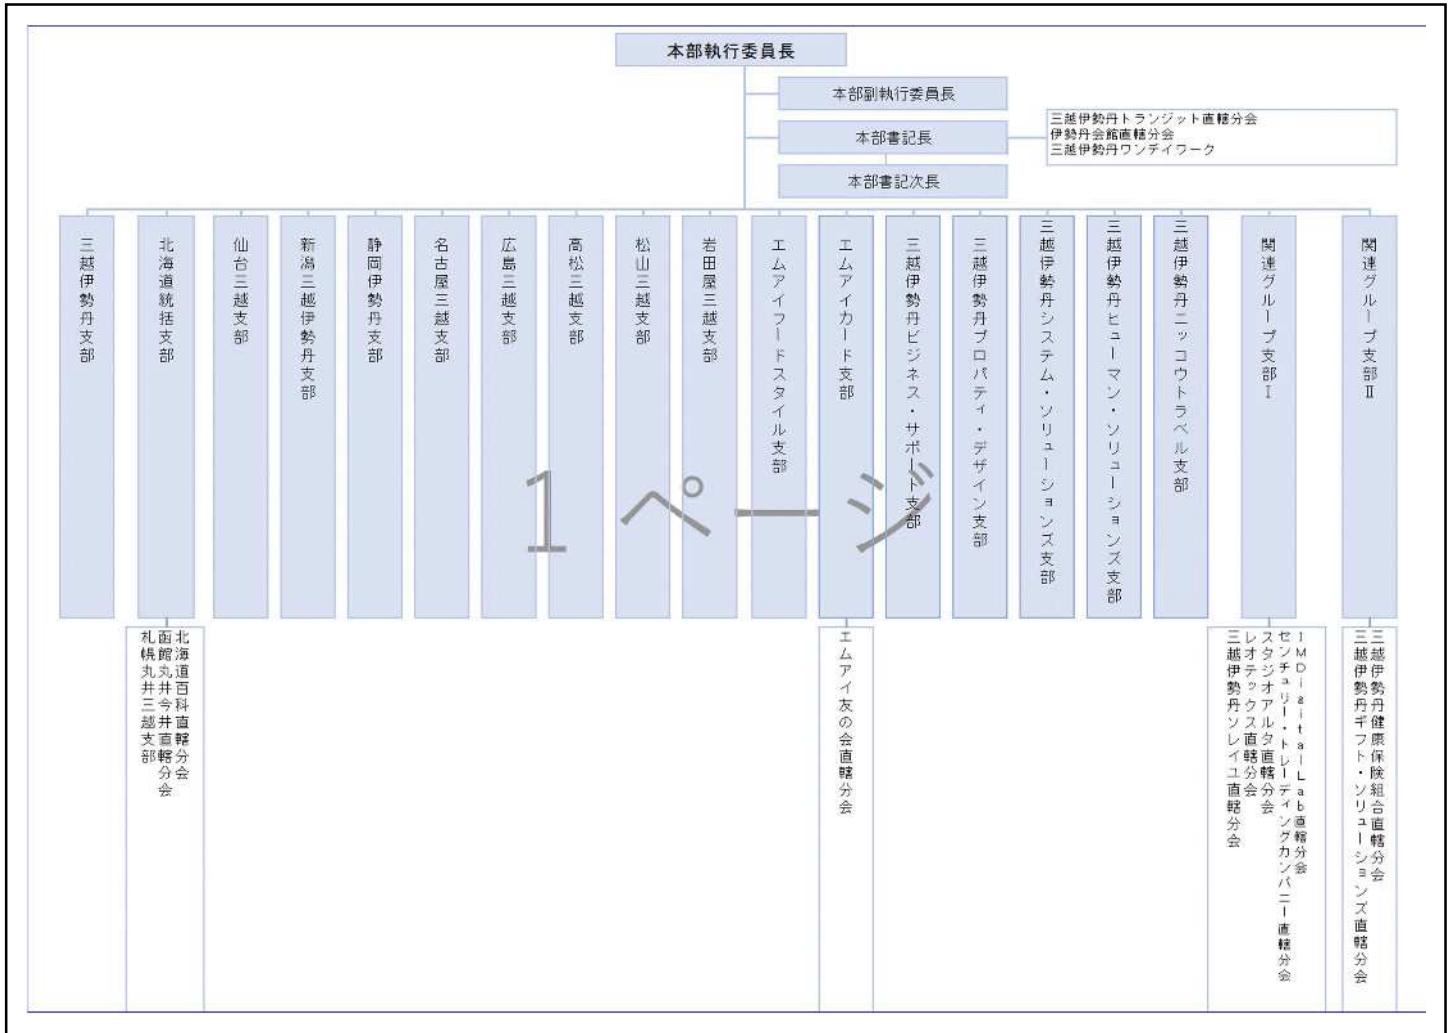 本部執行委員長
本部副執行委員長
本部書記長
三越伊勢丹トランジット直轄分会
伊勢丹会館直轄分会
三越伊勢丹ワンデイワーク
本部書記次長
三越伊勢丹支部
北海道統括支部
仙台三越支部
新潟三越伊勢丹支部
静岡伊勢丹支部
名古屋三越支部
広島三越支部
高松三越支部
松山三越支部
岩田屋三越支部
エムアイフードスタイル支部
エムアイカード支部
三越伊勢丹ビジネス・サポート支部
三越伊勢丹プロパティ・デザイン支部
三越伊勢丹システム・ソリューションズ支部
三越伊勢丹ヒューマン・ソリューションズ支部
三越伊勢丹ニッコウトラベル支部
関連グループ支部Ⅰ
関連グループ支部Ⅱ
1 ページ
北海道百科直轄分会
函館丸井今井直轄分会
札幌丸井三越支部
エムアイ友の会直轄分会
IMDigitalLab直轄分会
センチュリー・トレーディングカンパニー直轄分会
スタジオアルタ直轄分会
レオテックス直轄分会
三越伊勢丹ソレイユ直轄分会
三越伊勢丹健康保険組合直轄分会
三越伊勢丹ギフト・ソリューションズ直轄分会